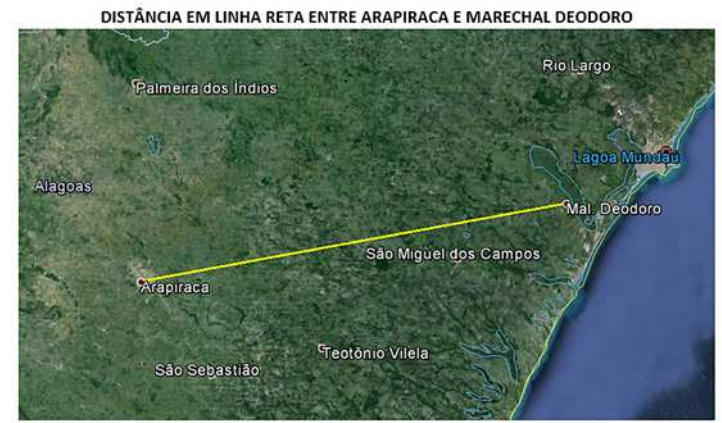 DISTÂNCIA EM LINHA RETA ENTRE ARAPIRACA E MARECHAL DEODORO
Rio Largo
Palmeira dos Índios
Lagoa Mundaú
Alagoas
Mal. Deodoro
São Miguel dos Campos
Arapiraca
Teotônio Vilela
São Sebastião